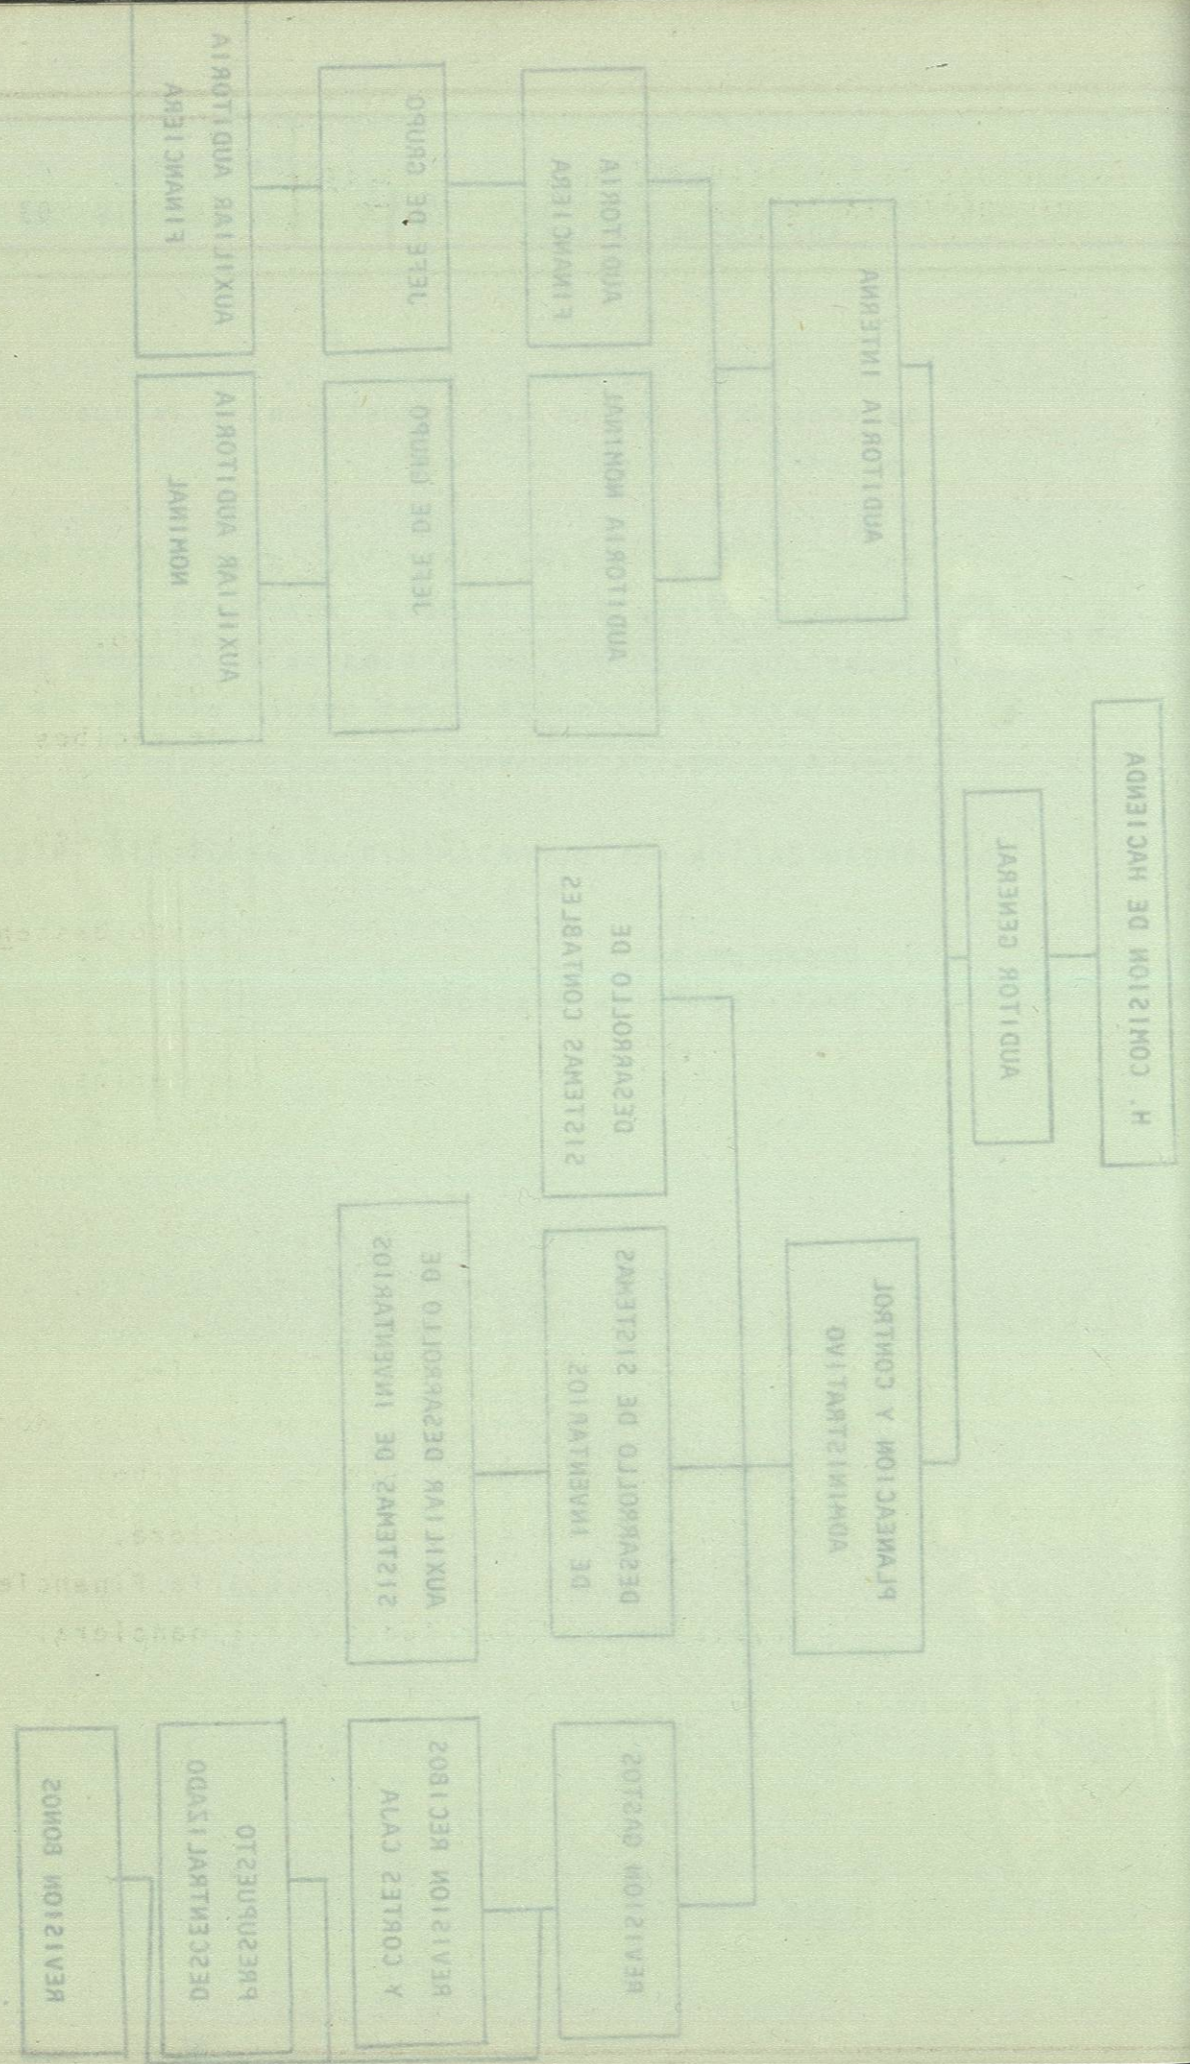 H. COMISION DE HACIENDA
AUDITOR GENERAL
AUDITORIA INTERNA
PLANEACION Y CONTROL
ADMINISTRATIVO
AUDITORIA
FINANCIERA
AUDITORIA NOMINAL
DESARROLLO DE
SISTEMAS CONTABLES
DESARROLLO DE SISTEMAS
DE INVENTARIOS
REVISION GASTOS
JEFE DE GRUPO
JEFE DE GRUPO
AUXILIAR DESARROLLO DE
SISTEMAS DE INVENTARIOS
REVISION RECIBOS
Y CORTES CAJA
AUXILIAR AUDITORIA
FINANCIERA
AUXILIAR AUDITORIA
NOMINAL
PRESUPUESTO
DESCENTRALIZADO
REVISION BONOS